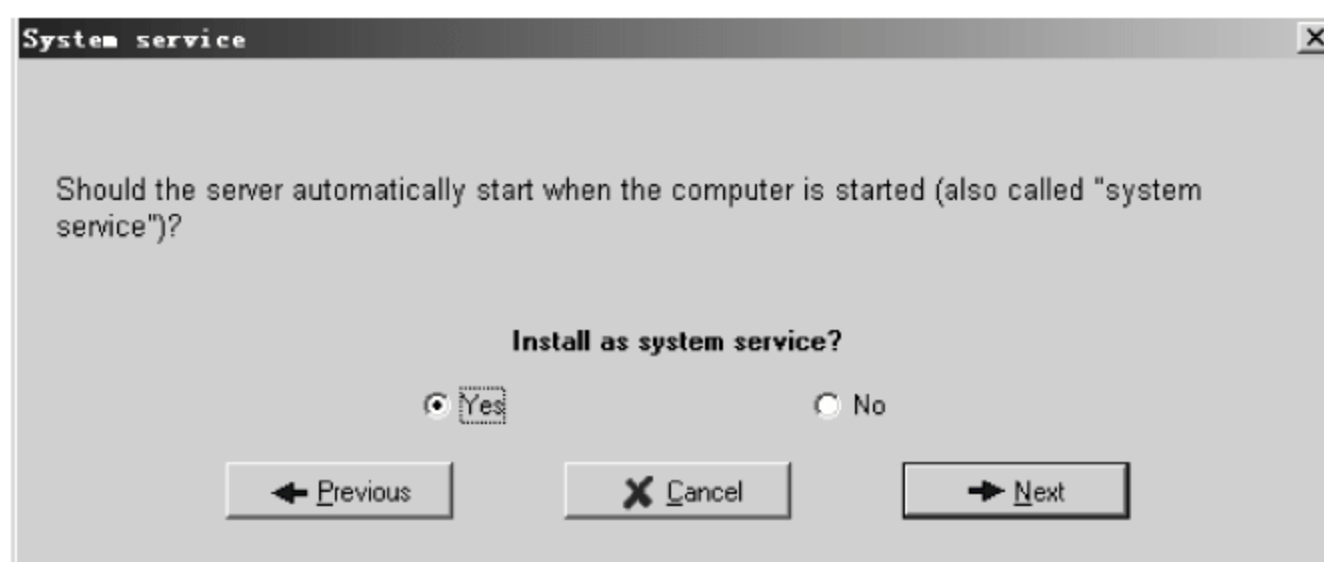 System service
Should the server automatically start when the computer is started (also called "system
service")?
Install as system service?
Yes No
Previous Cancel Next